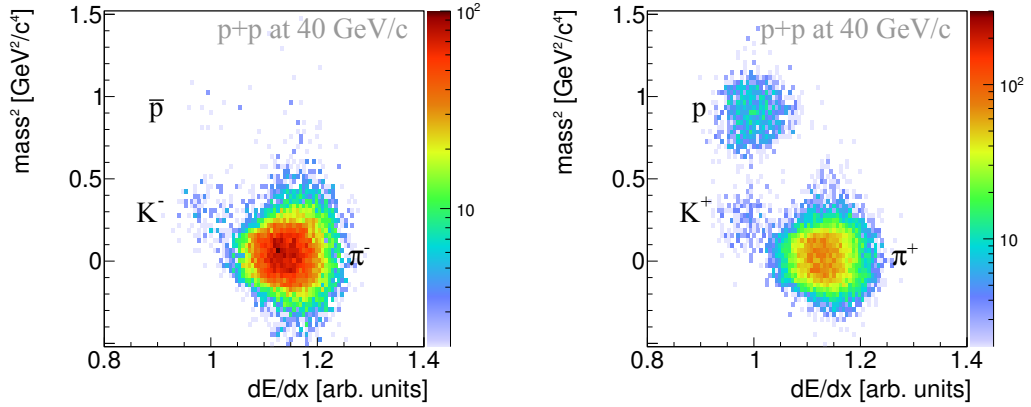 mass² [GeV²/c⁴]
p+p at 40 GeV/c
1.5
1
0.5
0
p̅
K⁻
π⁻
10²
10
0.8
1
1.2
1.4
dE/dx [arb. units]
mass² [GeV²/c⁴]
p+p at 40 GeV/c
1.5
1
0.5
0
p
K⁺
π⁺
10²
10
0.8
1
1.2
1.4
dE/dx [arb. units]